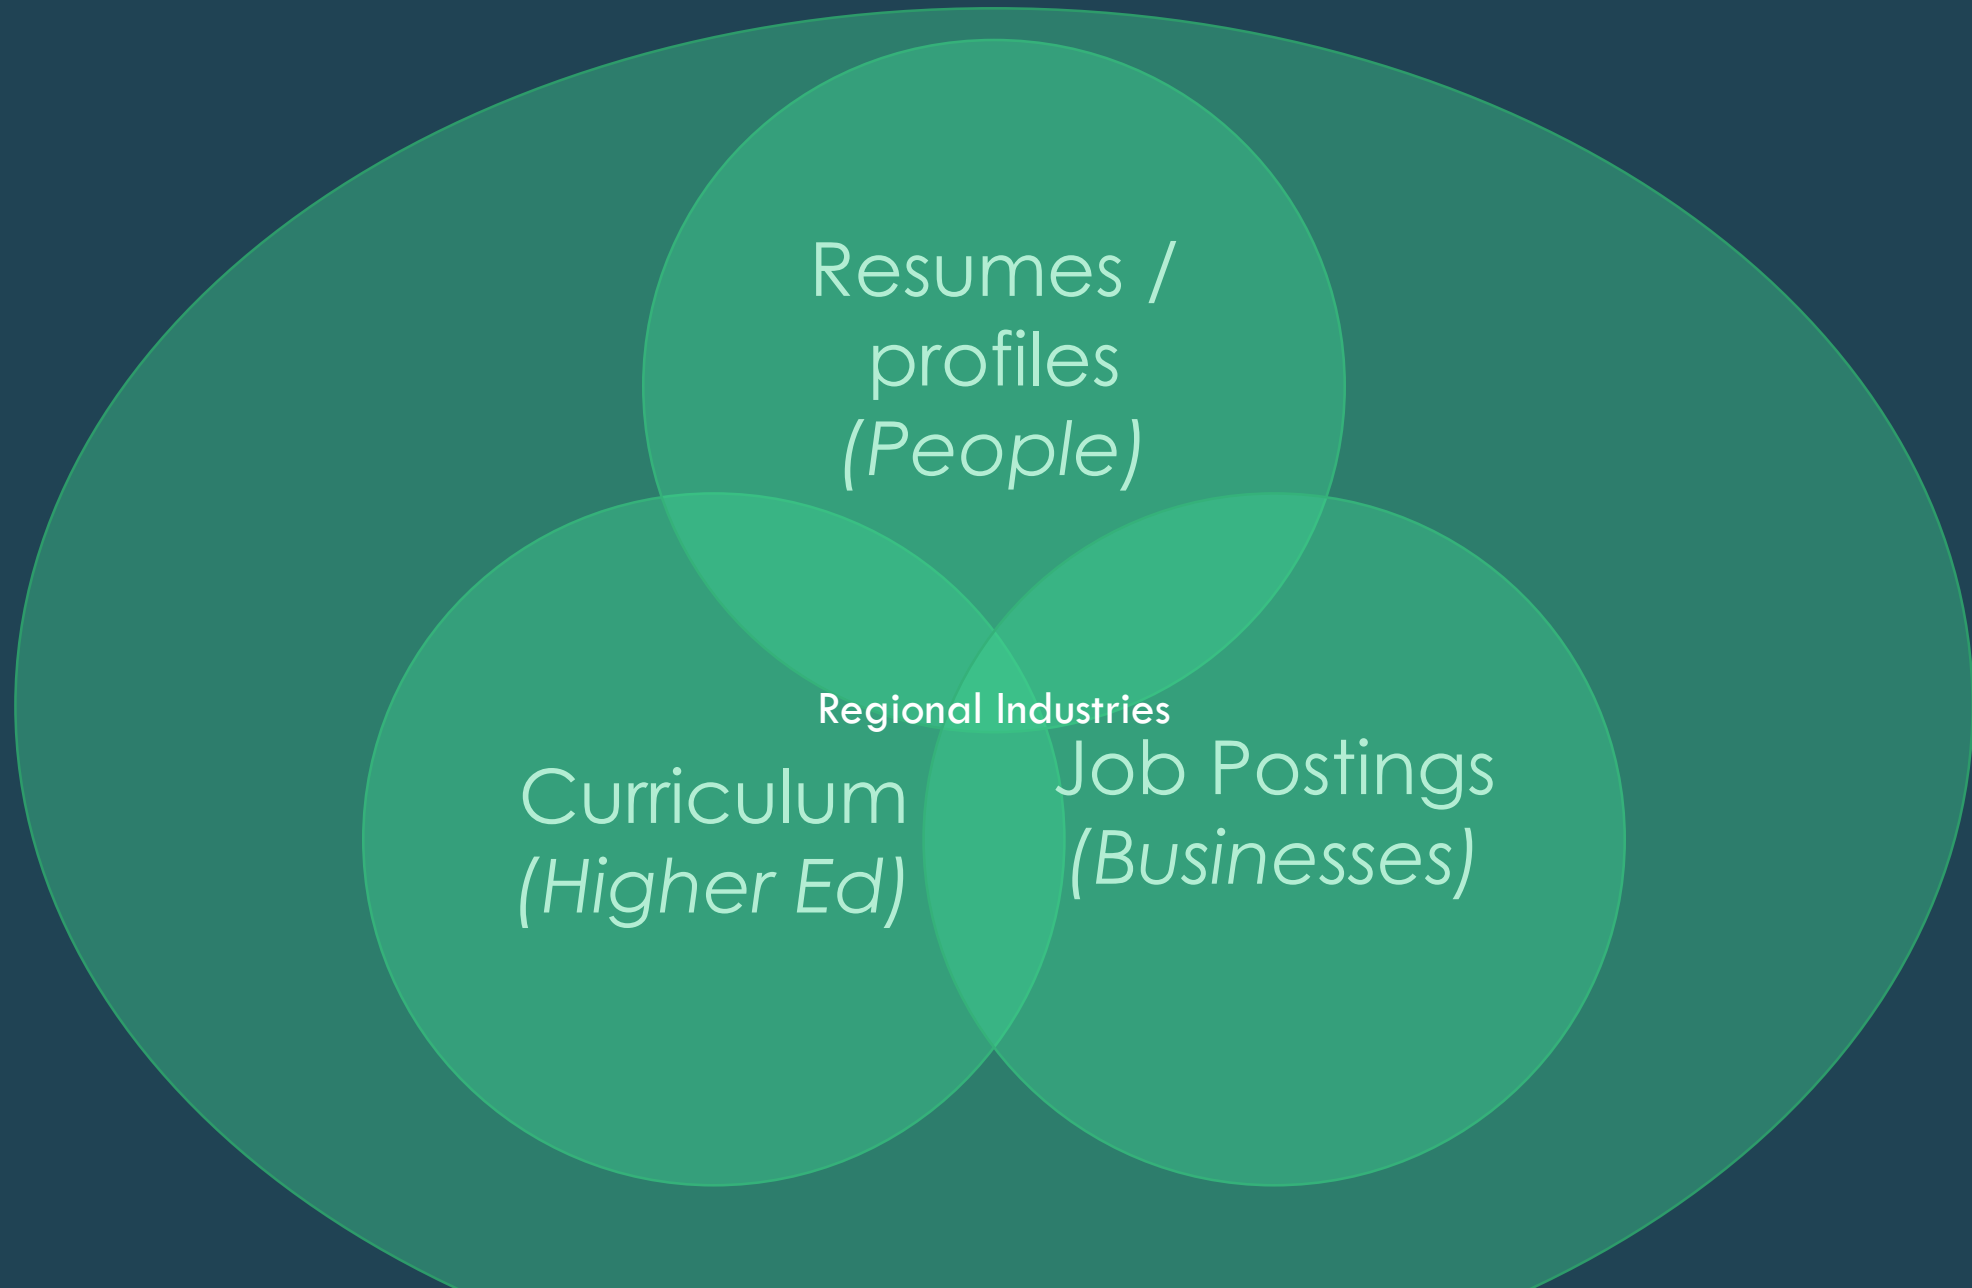 Resumes /
profiles
(People)
Regional Industries
Curriculum
(Higher Ed)
Job Postings
(Businesses)